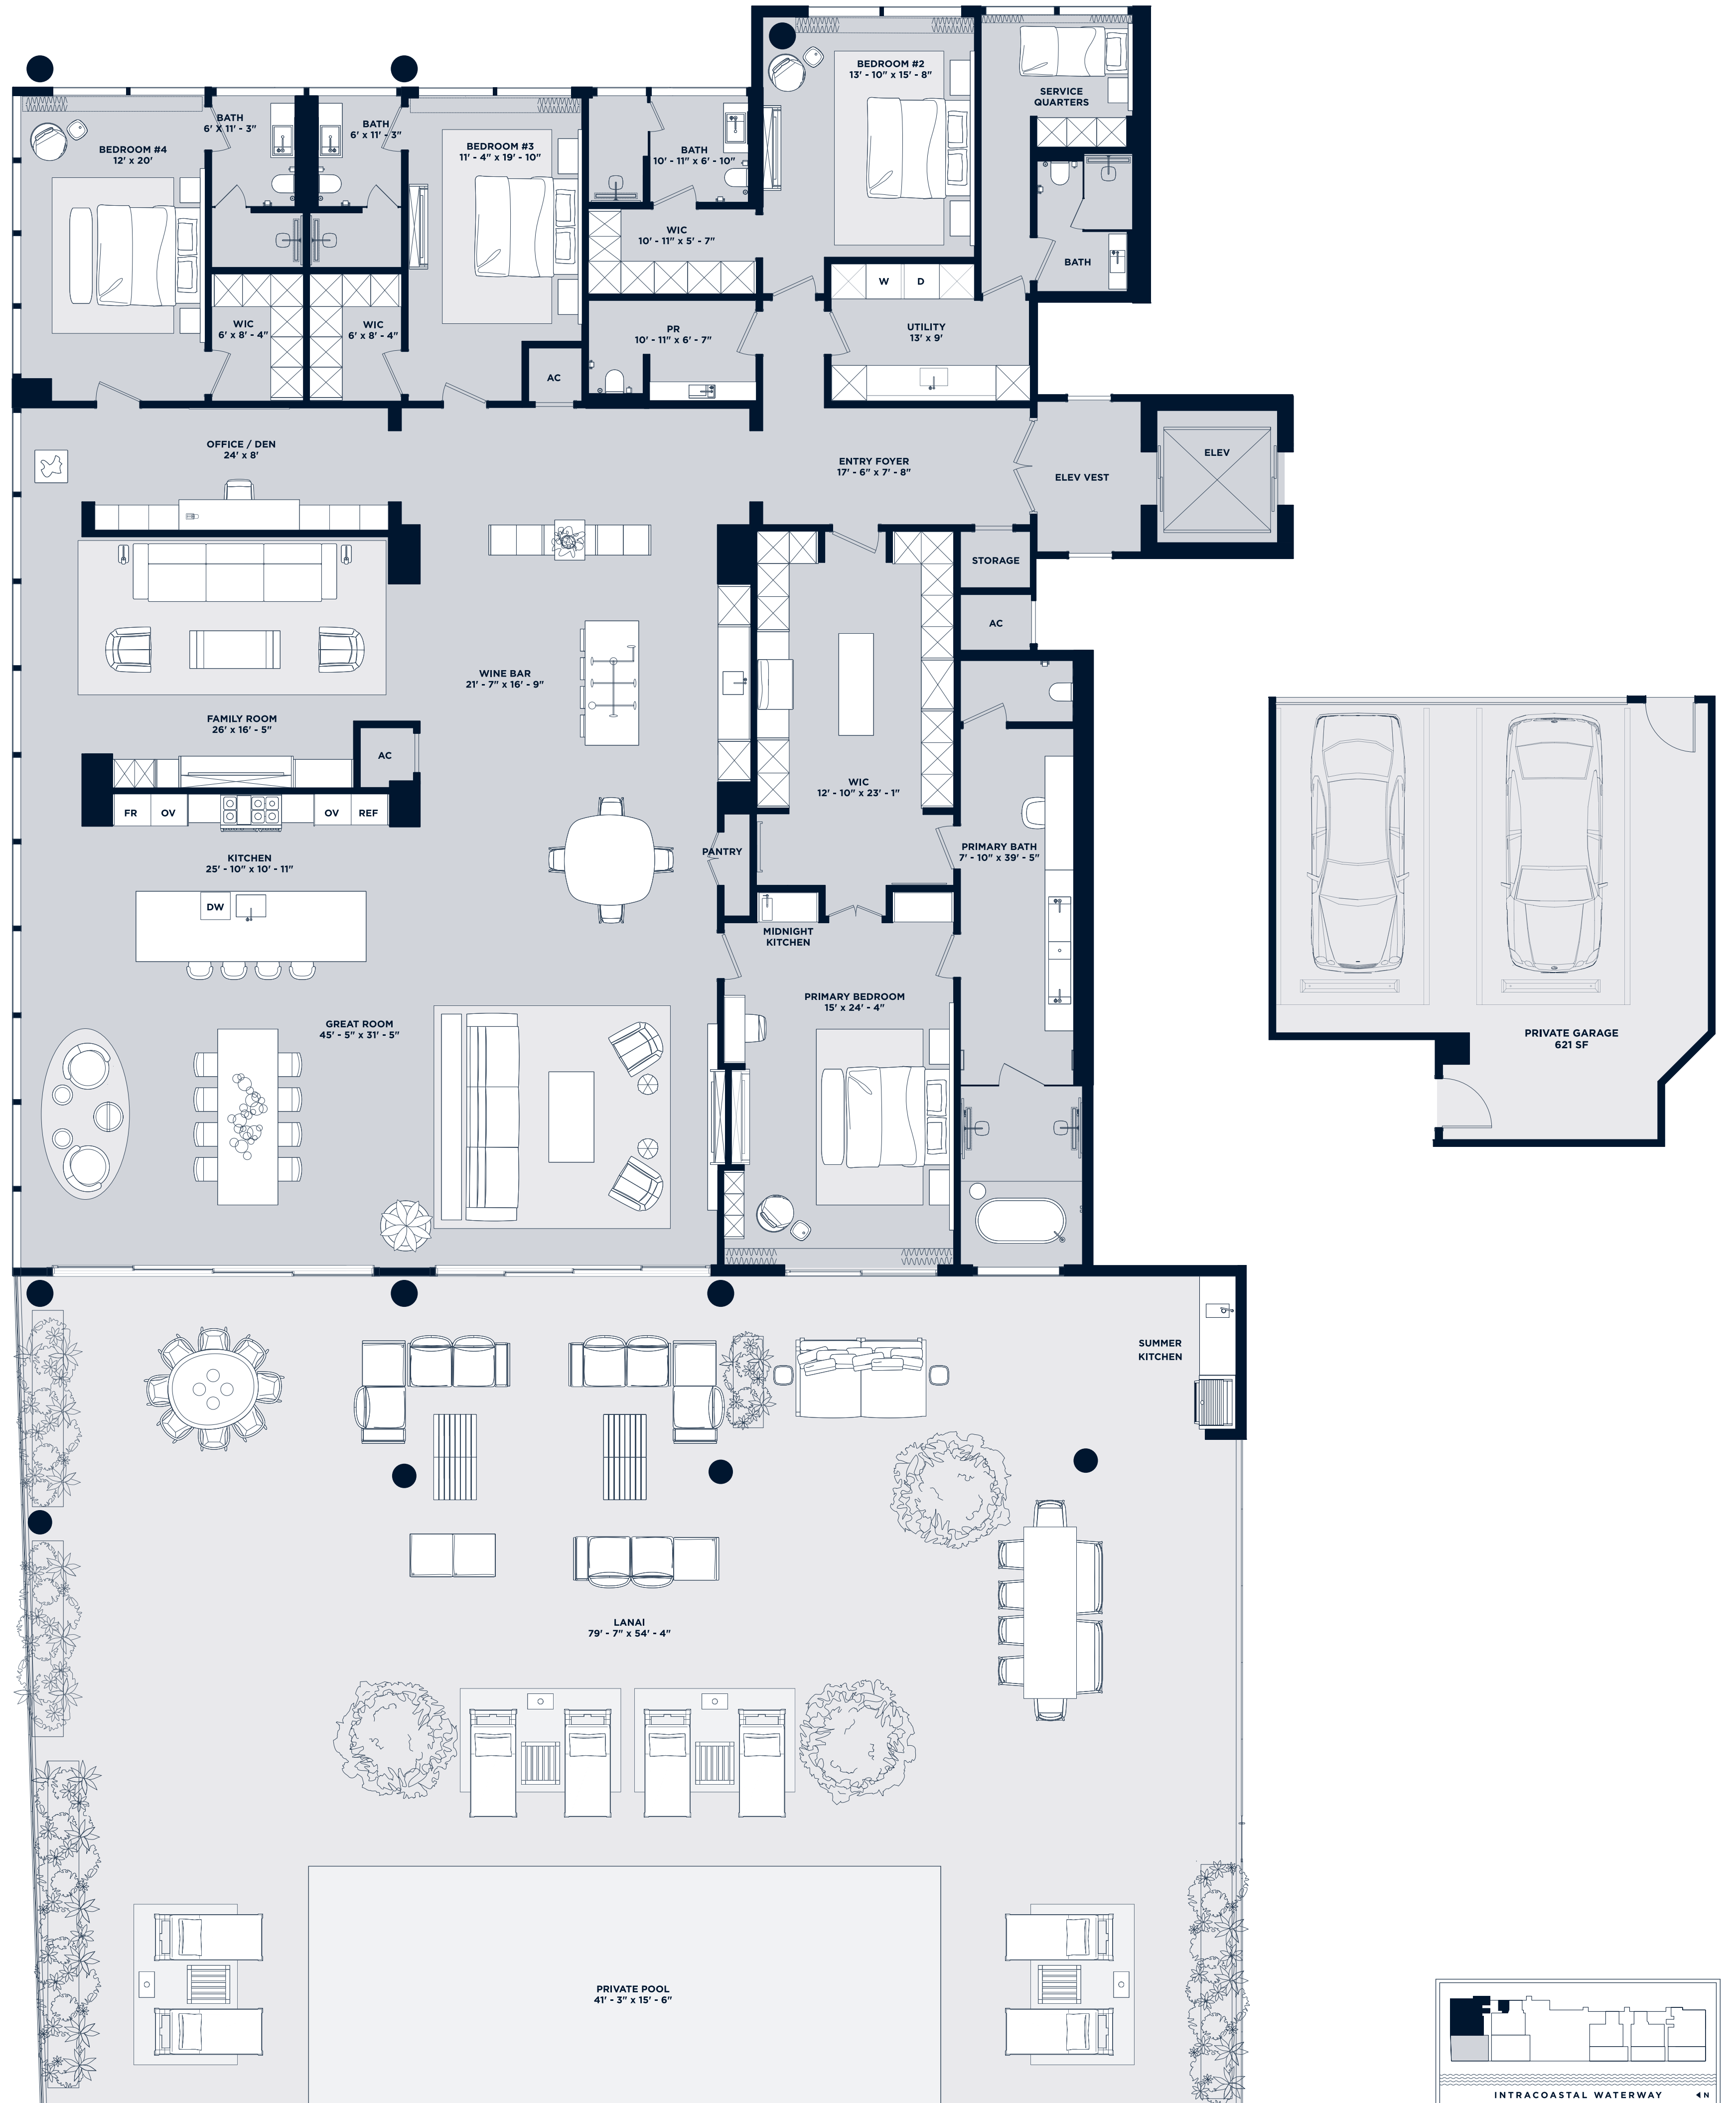 BEDROOM #2
13' - 10" x 15' - 8"
SERVICE
QUARTERS
BATH
6' X 11' - 3"
BATH
6' x 11' - 3"
BEDROOM #4
12' x 20'
BEDROOM #3
11' - 4" x 19' - 10"
BATH
10' - 11" x 6' - 10"
WIC
10' - 11" x 5' - 7"
BATH
W
D
WIC
6' x 8' - 4"
WIC
6' x 8' - 4"
PR
10' - 11" x 6' - 7"
UTILITY
13' x 9'
AC
OFFICE / DEN
24' x 8'
ENTRY FOYER
17' - 6" x 7' - 8"
ELEV VEST
ELEV
STORAGE
AC
WINE BAR
21' - 7" x 16' - 9"
FAMILY ROOM
26' x 16' - 5"
AC
WIC
12' - 10" x 23' - 1"
FR
OV
OV
REF
KITCHEN
25' - 10" x 10' - 11"
PANTRY
PRIMARY BATH
7' - 10" x 39' - 5"
DW
MIDNIGHT
KITCHEN
PRIMARY BEDROOM
15' x 24' - 4"
GREAT ROOM
45' - 5" x 31' - 5"
PRIVATE GARAGE
621 SF
SUMMER
KITCHEN
LANAI
79' - 7" x 54' - 4"
PRIVATE POOL
41' - 3" x 15' - 6"
INTRACOASTAL WATERWAY
N